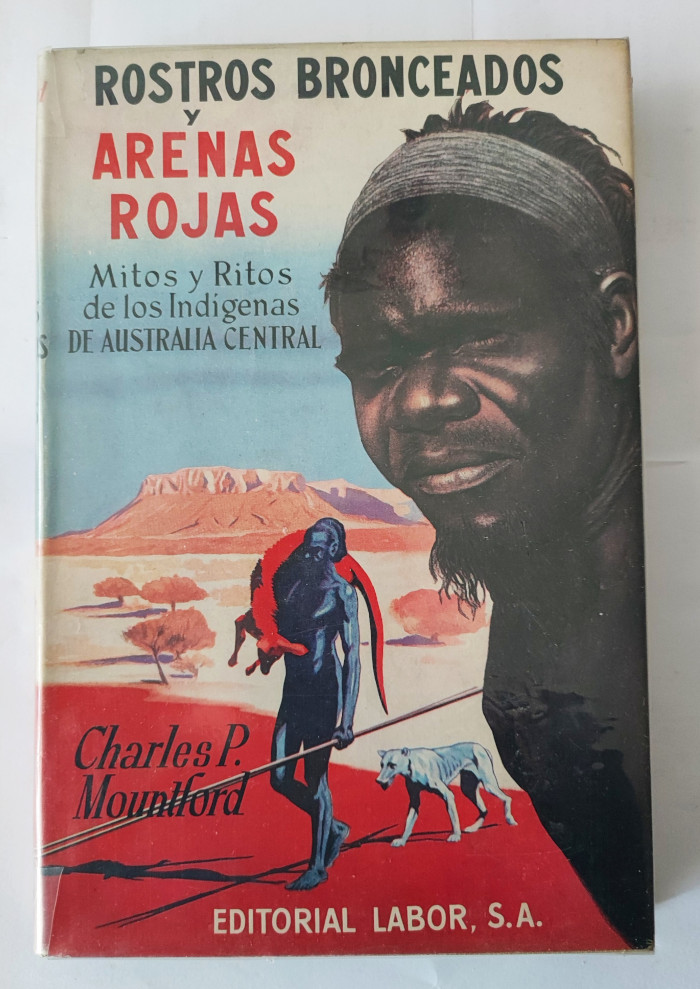 ROSTROS BRONCEADOS
Y
ARENAS
ROJAS
Mitos y Ritos
de los Indígenas
DE AUSTRALIA CENTRAL
Charles P.
Mountford
EDITORIAL LABOR, S.A.